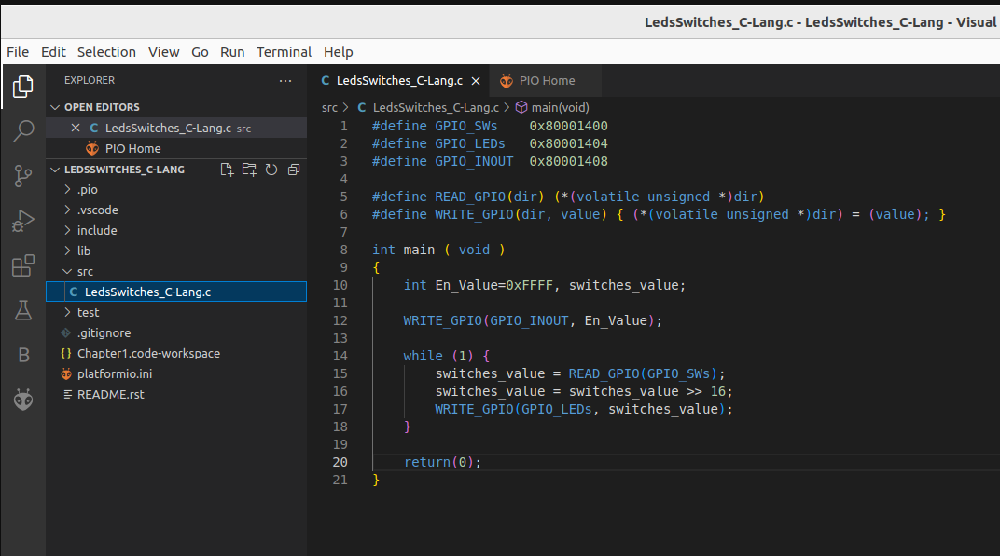 LedsSwitches_C-Lang.c - LedsSwitches_C-Lang - Visual
File Edit Selection View Go Run Terminal Help
EXPLORER ...
OPEN EDITORS
C LedsSwitches_C-Lang.c src
PIO Home
LEDSSWITCHES_C-LANG
.pio
.vscode
include
lib
src
C LedsSwitches_C-Lang.c
test
.gitignore
{} Chapter1.code-workspace
platformio.ini
README.rst
B
C LedsSwitches_C-Lang.c
PIO Home
src > C LedsSwitches_C-Lang.c > main(void)
1 #define GPIO_SWs    0x80001400
2 #define GPIO_LEDs   0x80001404
3 #define GPIO_INOUT  0x80001408
4
5 #define READ_GPIO(dir) (*(volatile unsigned *)dir)
6 #define WRITE_GPIO(dir, value) { (*(volatile unsigned *)dir) = (value); }
7
8 int main ( void )
9 {
10     int En_Value=0xFFFF, switches_value;
11
12     WRITE_GPIO(GPIO_INOUT, En_Value);
13
14     while (1) {
15         switches_value = READ_GPIO(GPIO_SWs);
16         switches_value = switches_value >> 16;
17         WRITE_GPIO(GPIO_LEDs, switches_value);
18     }
19
20     return(0);
21 }